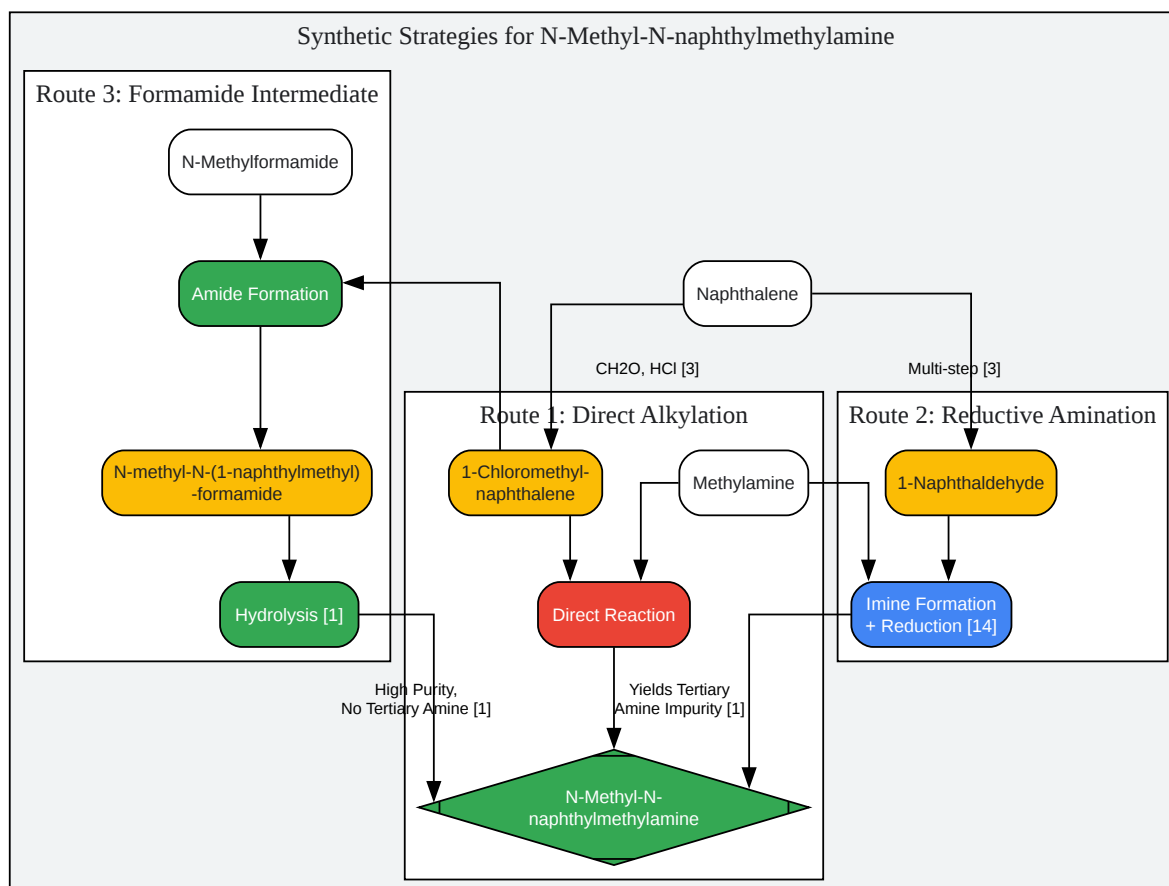 Synthetic Strategies for N-Methyl-N-naphthylmethylamine
Route 3: Formamide Intermediate
N-Methylformamide
Amide Formation
Naphthalene
CH2O, HCl [3]
Multi-step [3]
Route 1: Direct Alkylation
Route 2: Reductive Amination
N-methyl-N-(1-naphthylmethyl)
-formamide
1-Chloromethyl-
naphthalene
Methylamine
1-Naphthaldehyde
Hydrolysis [1]
Direct Reaction
Imine Formation
+ Reduction [14]
High Purity,
No Tertiary Amine [1]
Yields Tertiary
Amine Impurity [1]
N-Methyl-N-
naphthylmethylamine